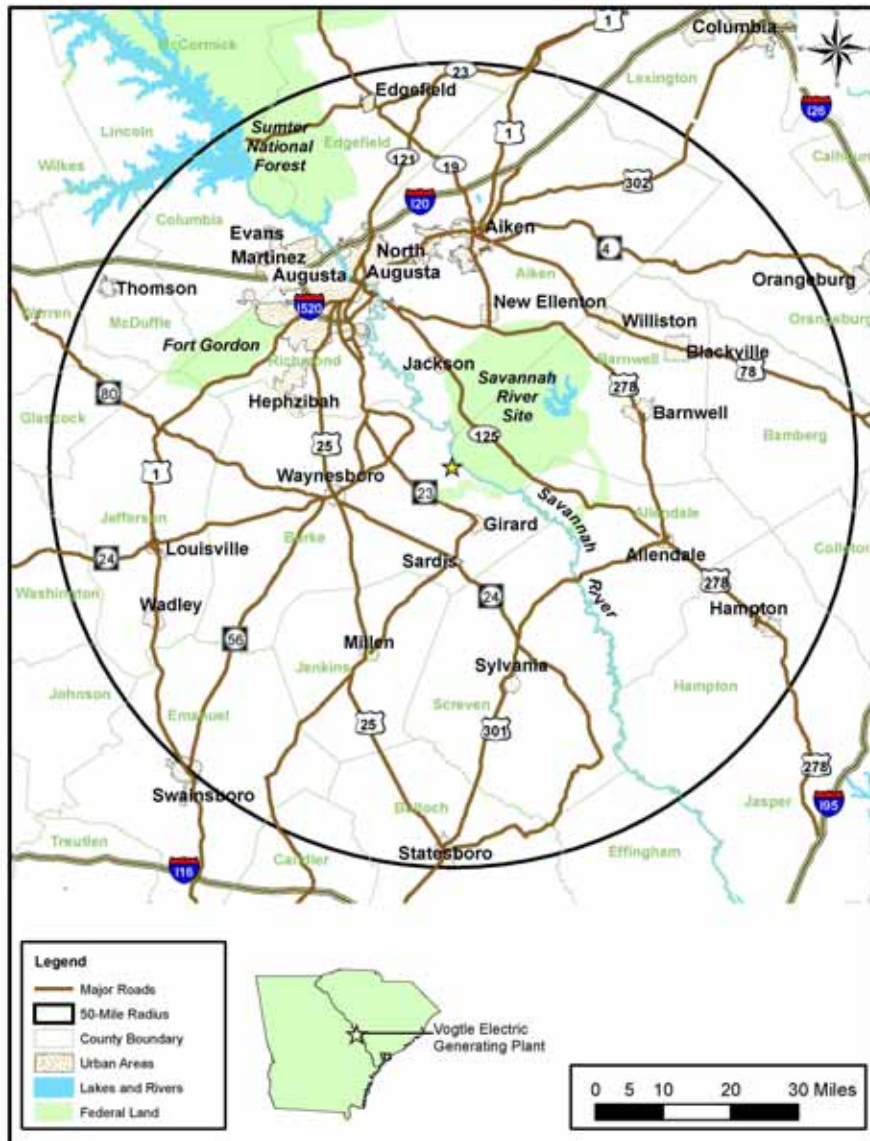 McCormick
1
Columbia
23
Lexington
Edgefield
I26
Lincoln
Sumter
National
Forest
Edgefield
1
Wilkes
121
19
Calhoun
302
Columbia
I20
Evans
Martinez
Augusta
North
Augusta
Aiken
4
Thomson
Aiken
Orangeburg
I520
New Ellenton
Warren
McDuffie
Williston
Orangeburg
Fort Gordon
Richmond
Jackson
Barnwell
Blackville
Savannah
River
Site
278
78
80
Hephzibah
Barnwell
Glascock
125
25
Bamberg
1
Waynesboro
23
Savannah
River
Jefferson
Girard
Allendale
Burke
24
Louisville
Sardis
Allendale
Colleton
Washington
24
278
Wadley
Hampton
56
Millen
Jenkins
Sylvania
Johnson
Hampton
Emanuel
25
Screven
301
278
Swainsboro
Bulloch
Jasper
I95
Treutlen
Statesboro
Effingham
I16
Candler
Legend
Major Roads
50-Mile Radius
County Boundary
Urban Areas
Lakes and Rivers
Federal Land
Vogtle Electric
Generating Plant
0 5 10 20 30 Miles